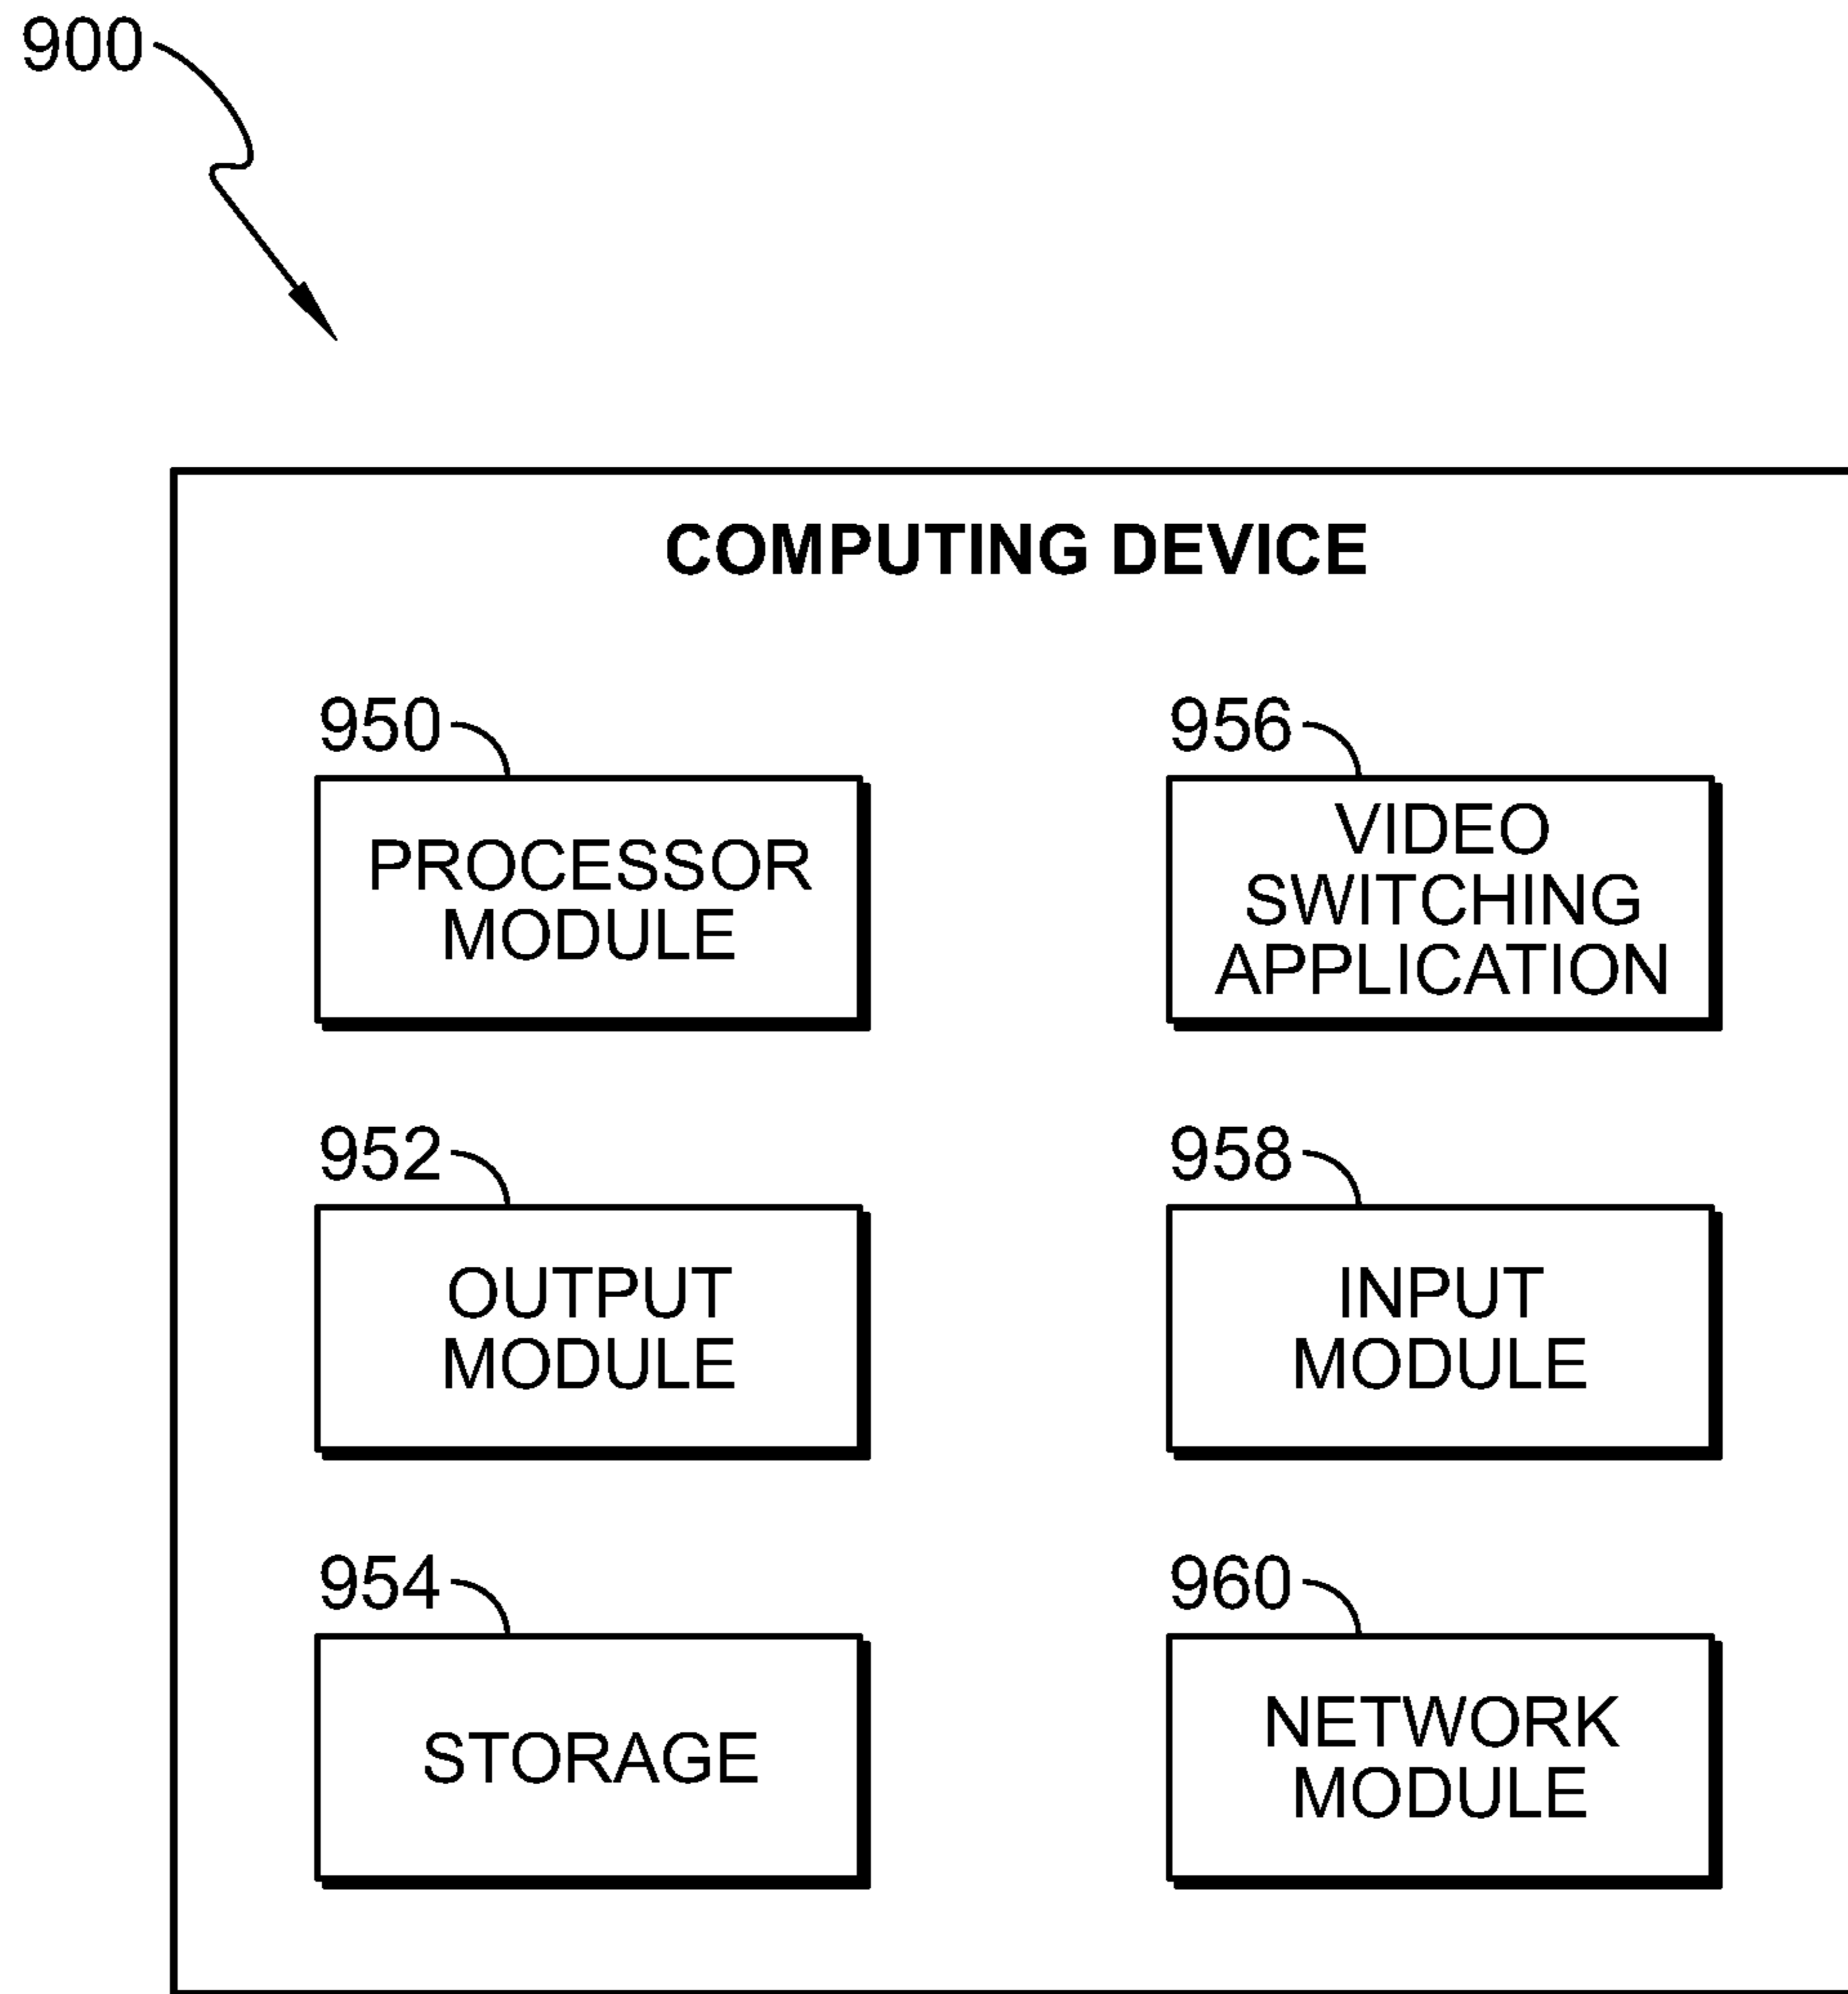 900
COMPUTING DEVICE
950
PROCESSOR
MODULE
956
VIDEO
SWITCHING
APPLICATION
952
OUTPUT
MODULE
958
INPUT
MODULE
954
STORAGE
960
NETWORK
MODULE